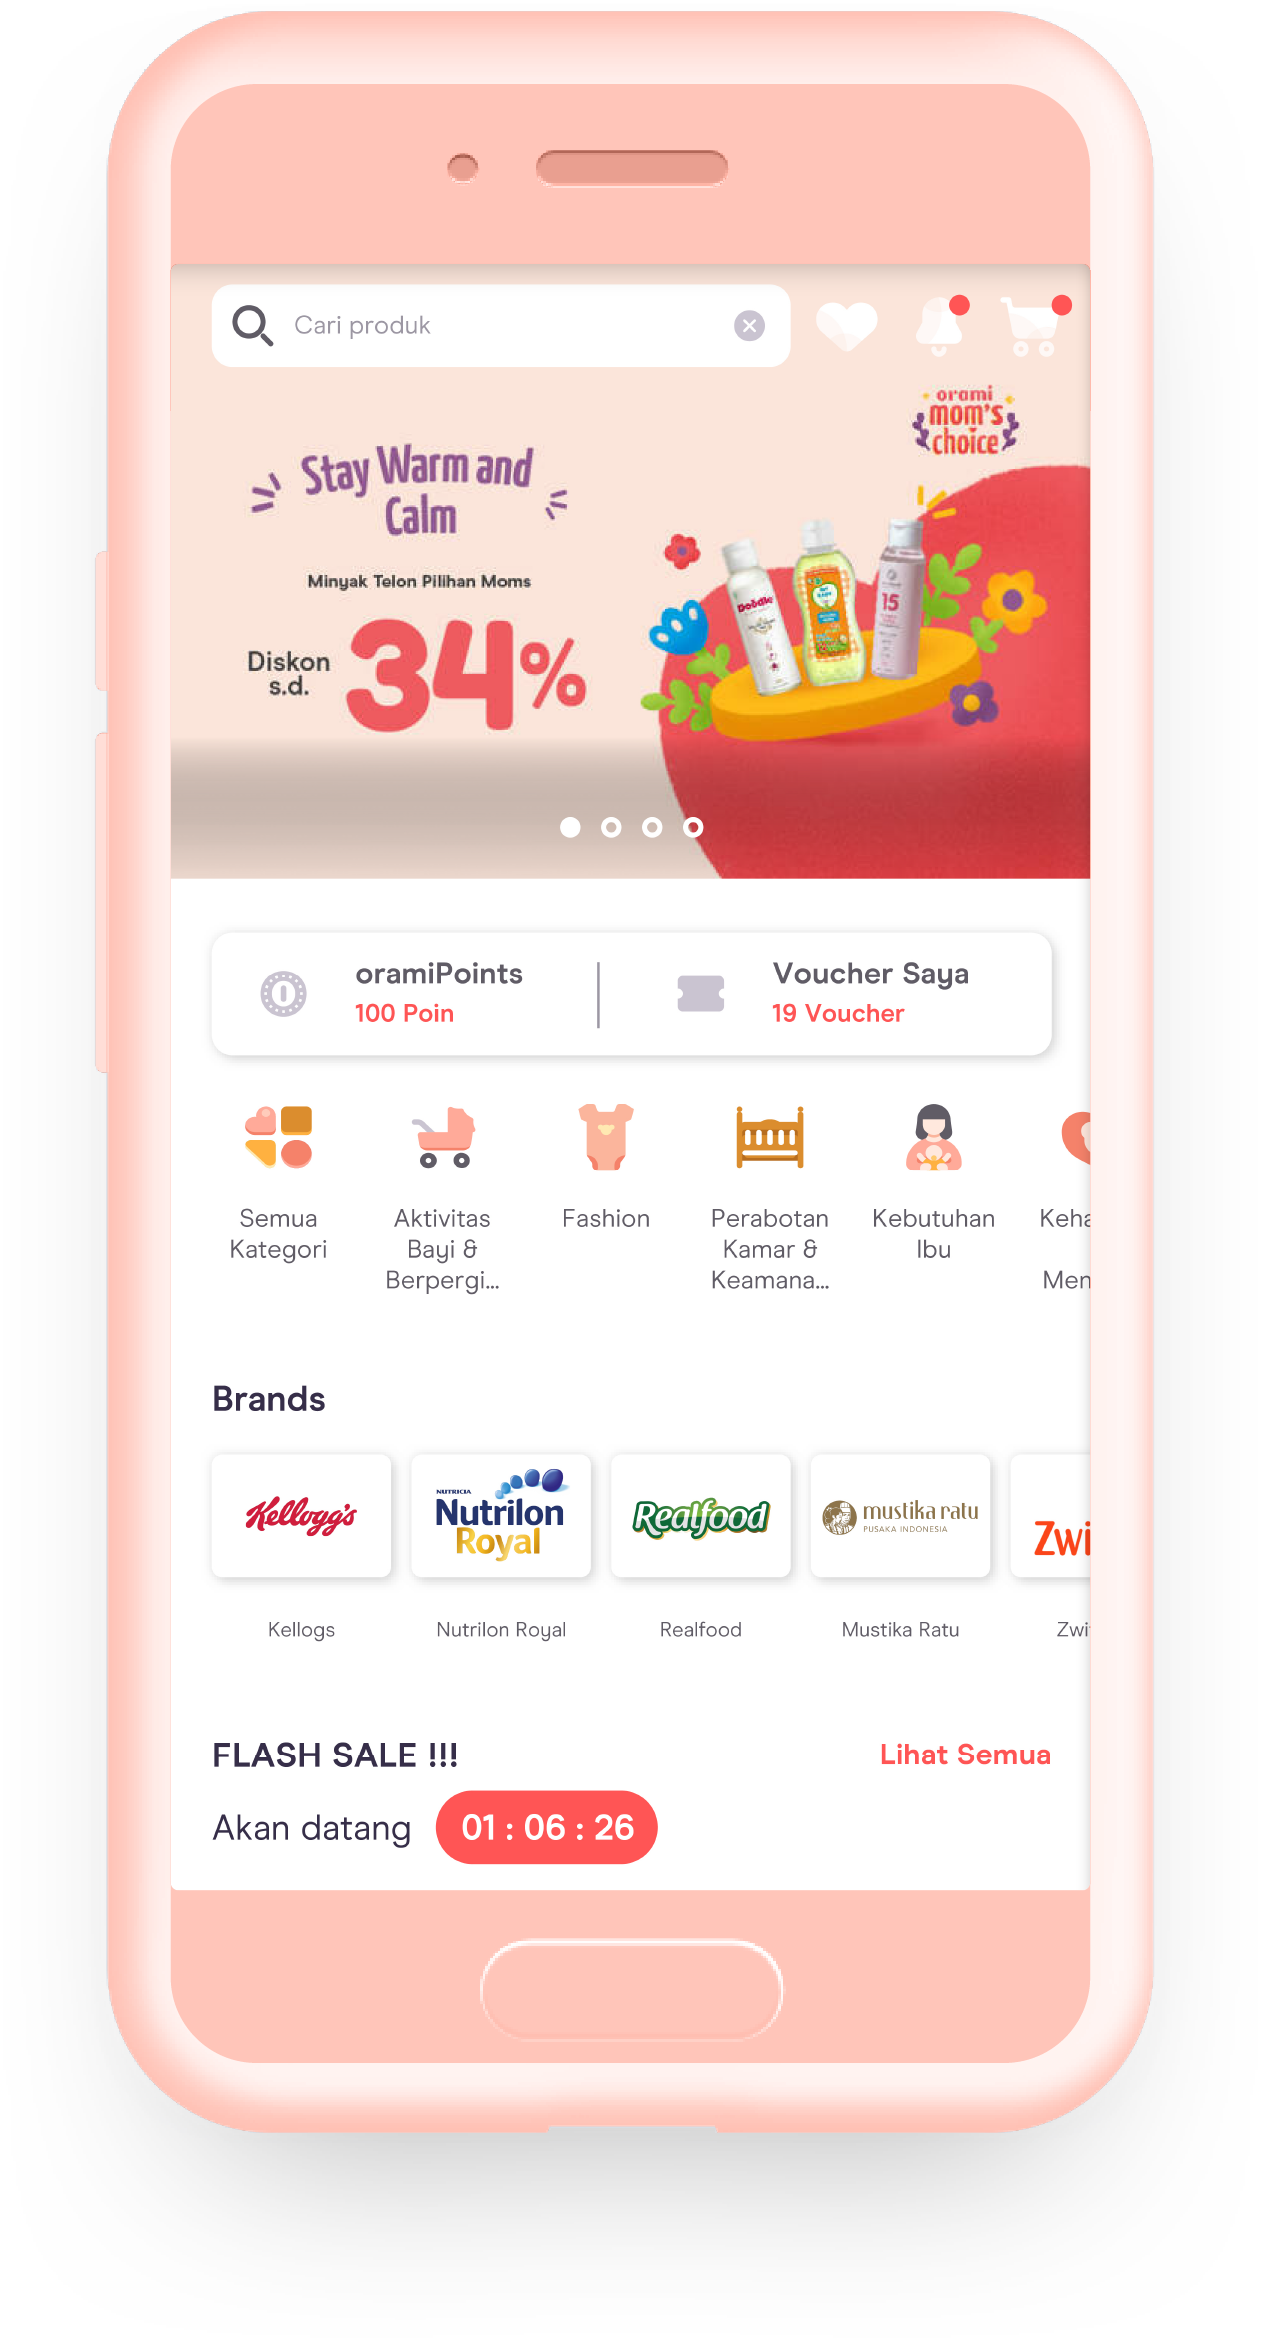 Cari produk
orami
mom's
choice
Stay Warm and
Calm
Minyak Telon Pilihan Moms
Diskon
s.d.
34%
Doodle
15
oramiPoints
100 Poin
Voucher Saya
19 Voucher
Semua
Kategori
Aktivitas
Bayi &
Berpergi...
Fashion
Perabotan
Kamar &
Keamana...
Kebutuhan
Ibu
Keha
Men
Brands
Kellogg's
NUTRICIA
Nutrilon
Royal
Realfood
mustika ratu
PUSAKA INDONESIA
Zwi
Kellogs
Nutrilon Royal
Realfood
Mustika Ratu
Zwi
FLASH SALE !!!
Lihat Semua
Akan datang
01 : 06 : 26